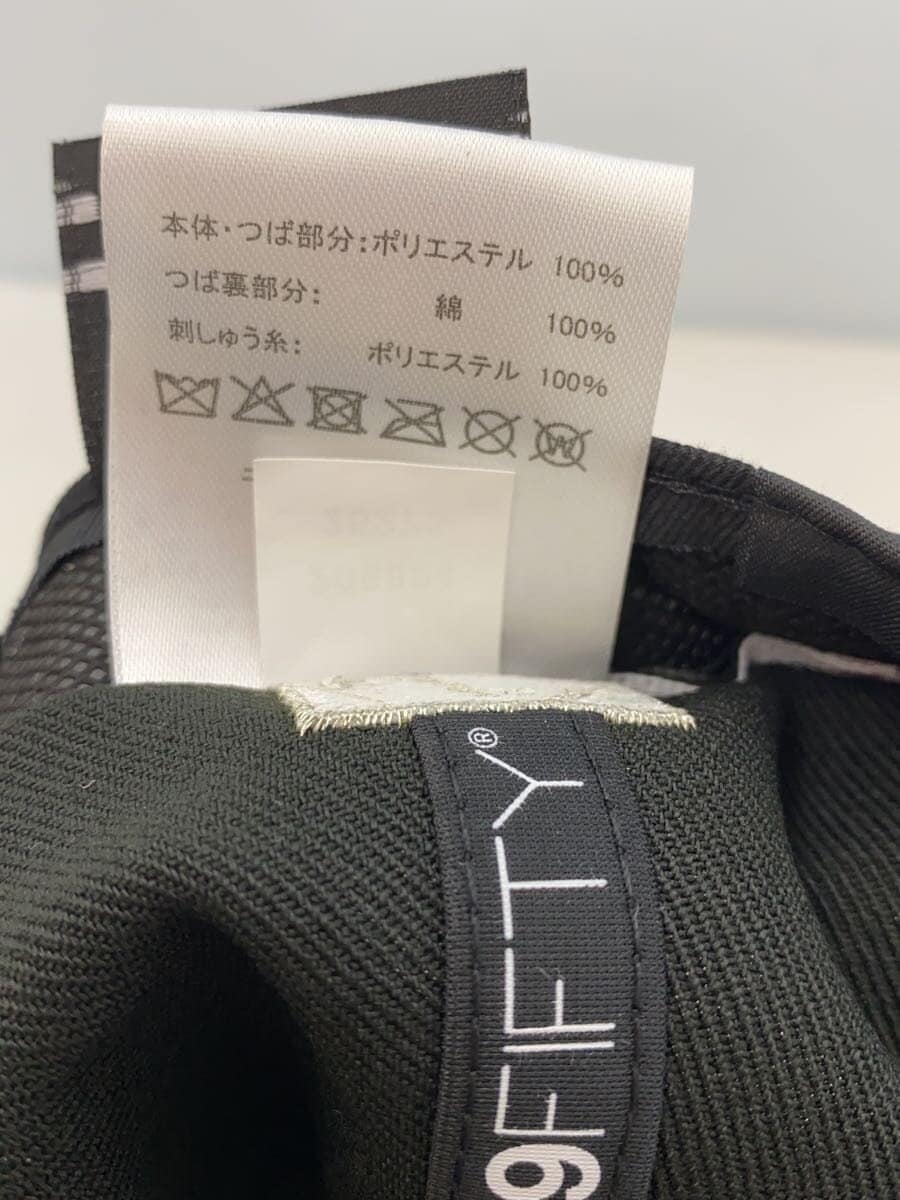 本体・つば部分:ポリエステル 100%
つば裏部分: 綿 100%
刺しゅう糸: ポリエステル 100%
9FIFTY®